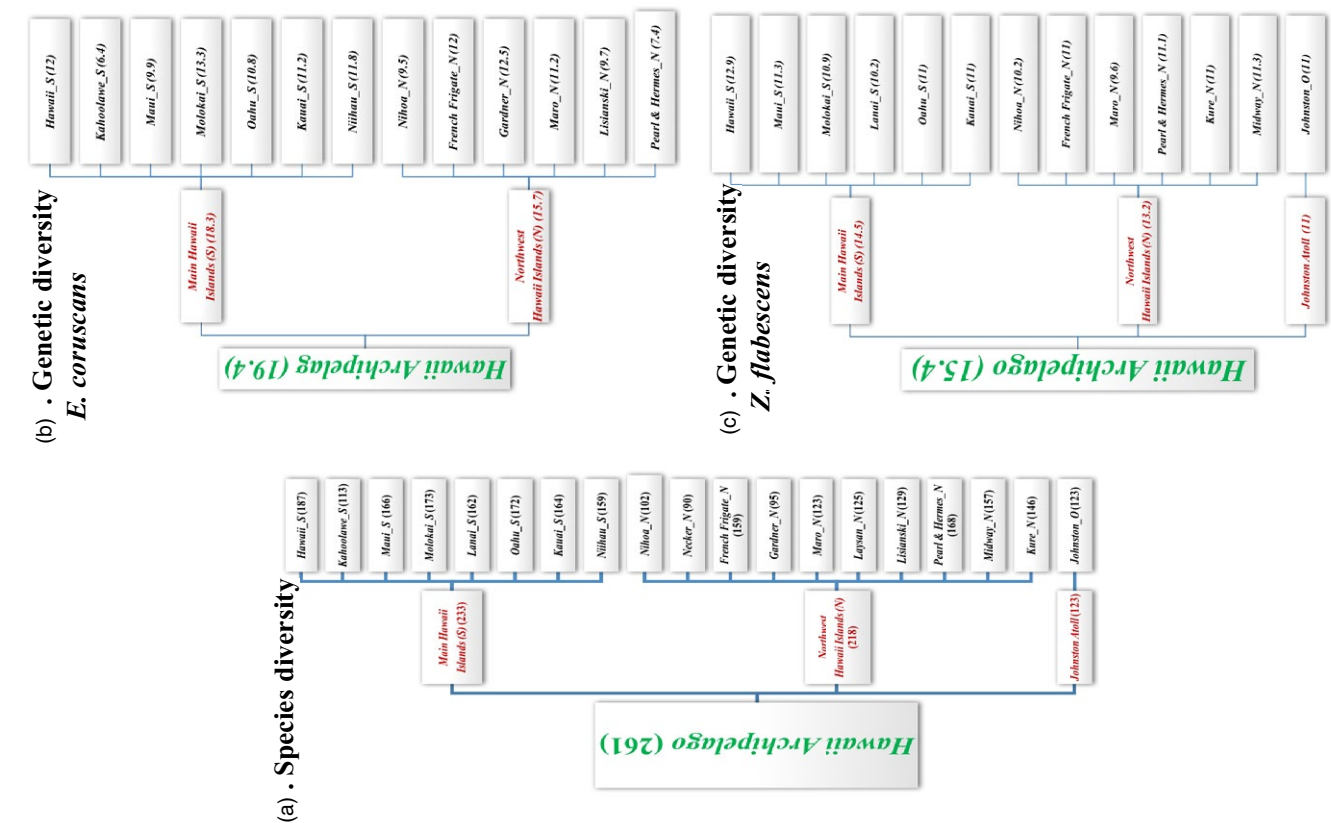 (a) . Species diversity
Hawaii Archipelago (261)
Main Hawaii
Islands (S) (233)
Northwest
Hawaii Islands (N)
(218)
Johnston Atoll (123)
Hawaii_S (187)
Kahoolawe_S (113)
Maui_S (166)
Molokai_S (173)
Lanai_S (162)
Oahu_S (172)
Kauai_S (164)
Niihau_S (159)
Nihoa_N (102)
Necker_N (90)
French Frigate_N
(159)
Gardner_N (95)
Maro_N (123)
Laysan_N (125)
Lisianski_N (129)
Pearl & Hermes_N
(168)
Midway_N (157)
Kure_N (146)
Johnston_O (123)
(b) . Genetic diversity
E. coruscans
Hawaii Archipelag (19.4)
Main Hawaii
Islands (S) (18.3)
Northwest
Hawaii Islands (N) (15.7)
Hawaii_S (12)
Kahoolawe_S (6.4)
Maui_S (9.9)
Molokai_S (13.3)
Oahu_S (10.8)
Kauai_S (11.2)
Niihau_S (11.8)
Nihoa_N (9.5)
French Frigate_N (12)
Gardner_N (12.5)
Maro_N (11.2)
Lisianski_N (9.7)
Pearl & Hermes_N (7.4)
(c) . Genetic diversity
Z. flabescens
Hawaii Archipelago (15.4)
Main Hawaii
Islands (S) (14.5)
Northwest
Hawaii Islands (N) (13.2)
Johnston Atoll (11)
Hawaii_S (12.9)
Maui_S (11.3)
Molokai_S (10.9)
Lanai_S (10.2)
Oahu_S (11)
Kauai_S (11)
Nihoa_N (10.2)
French Frigate_N (11)
Maro_N (9.6)
Pearl & Hermes_N (11.1)
Kure_N (11)
Midway_N (11.3)
Johnston_O (11)